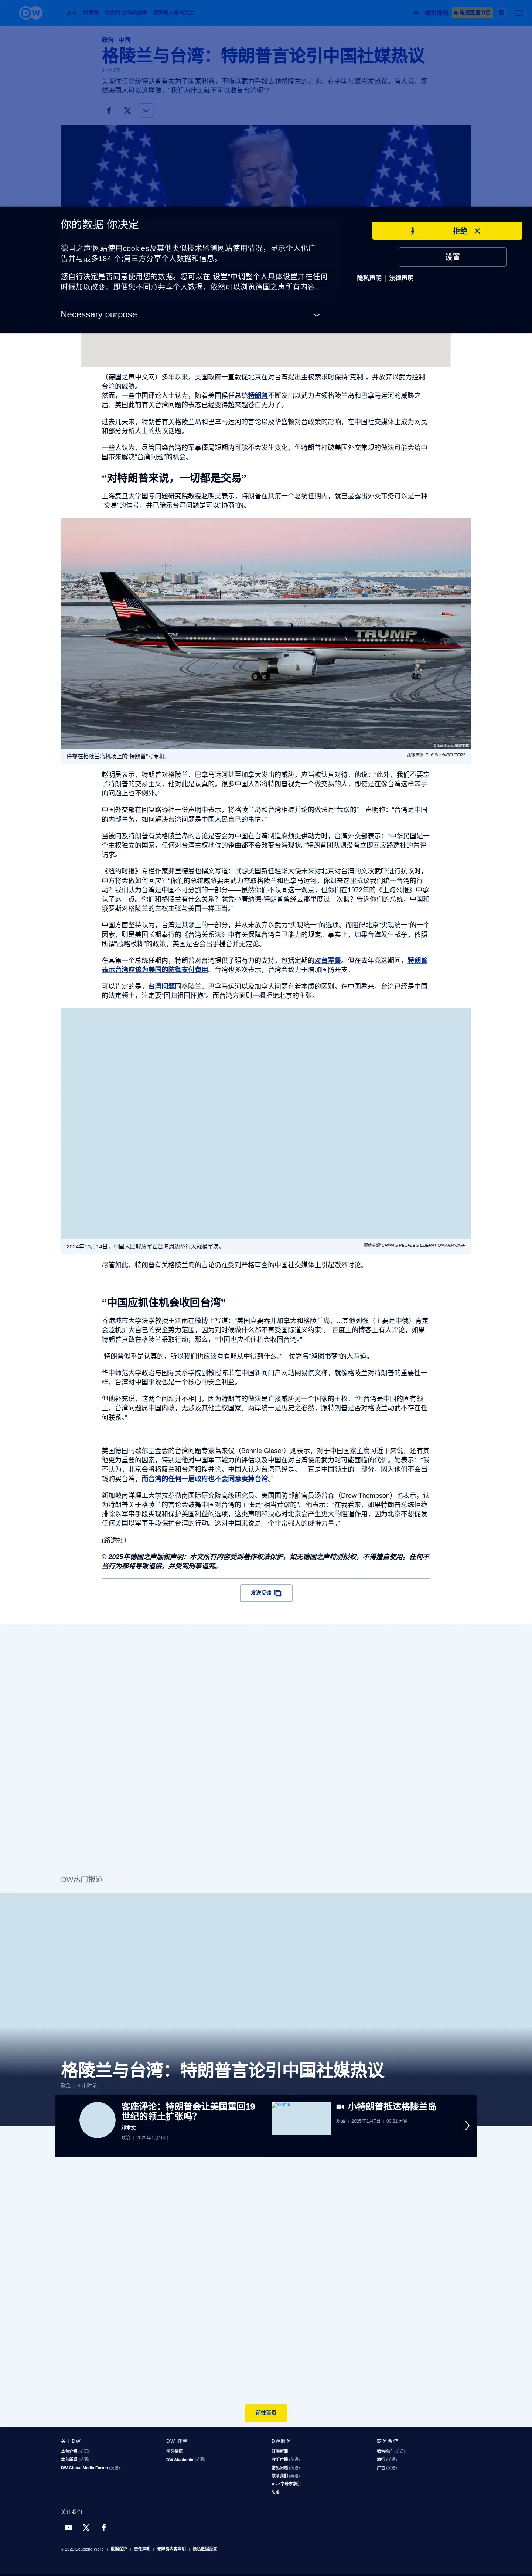 政治 | 中国
格陵兰与台湾：特朗普言论引中国社媒热议
3 小时前
美国候任总统特朗普有关为了国家利益，不惜以武力手段占领格陵兰的言论，在中国社媒引发热议。有人说，既
然美国人可以这样做，“我们为什么就不可以收复台湾呢”？
你的数据 你决定
德国之声'网站使用cookies及其他类似技术监测网站使用情况，显示个人化广
告并与最多184 个;第三方分享个人数据和信息。
您自行决定是否同意使用您的数据。您可以在“设置”中调整个人具体设置并在任何
时候加以改变。即便您不同意共享个人数据，依然可以浏览德国之声所有内容。
拒绝
设置
隐私声明 | 法律声明
Necessary purpose
（德国之声中文网）多年以来，美国政府一直敦促北京在对台湾提出主权索求时保持“克制”，并放弃以武力控制
台湾的威胁。
然而，一些中国评论人士认为，随着美国候任总统特朗普不断发出以武力占领格陵兰岛和巴拿马运河的威胁之
后，美国此前有关台湾问题的表态已经变得越来越苍白无力了。
过去几天来，特朗普有关格陵兰岛和巴拿马运河的言论以及华盛顿对台政策的影响，在中国社交媒体上成为网民
和部分分析人士的热议话题。
一些人认为，尽管围绕台湾的军事僵局短期内可能不会发生变化，但特朗普打破美国外交常规的做法可能会给中
国带来解决“台湾问题”的机会。
“对特朗普来说，一切都是交易”
上海复旦大学国际问题研究院教授赵明昊表示，特朗普在其第一个总统任期内，就已显露出外交事务可以是一种
“交易”的信号，并已暗示台湾问题是可以“协商”的。
TRUMP
停靠在格陵兰岛机场上的“特朗普”号专机。
图像来源: Emil Stach/REUTERS
赵明昊表示，特朗普对格陵兰、巴拿马运河甚至加拿大发出的威胁，应当被认真对待。他说：“此外，我们不要忘
了特朗普的交易主义，他对此是认真的。很多中国人都将特朗普视为一个做交易的人，即使是在像台湾这样棘手
的问题上也不例外。”
中国外交部在回复路透社一份声明中表示，将格陵兰岛和台湾相提并论的做法是“荒谬的”。声明称：“台湾是中国
的内部事务，如何解决台湾问题是中国人民自己的事情。”
当被问及特朗普有关格陵兰岛的言论是否会为中国在台湾制造麻烦提供动力时，台湾外交部表示：“中华民国是一
个主权独立的国家，任何对台湾主权地位的歪曲都不会改变台海现状。”特朗普团队则没有立即回应路透社的置评
请求。
《纽约时报》专栏作家弗里德曼也撰文写道：试想美国新任驻华大使未来对北京对台湾的文攻武吓进行抗议时，
中方将会做何回应？“你们的总统威胁要用武力夺取格陵兰和巴拿马运河，你却来这里抗议我们统一台湾的行
动？我们认为台湾是中国不可分割的一部分——虽然你们不认同这一观点，但你们在1972年的《上海公报》中承
认了这一点。你们和格陵兰有什么关系？就凭小唐纳德·特朗普曾经去那里度过一次假？告诉你们的总统，中国和
俄罗斯对格陵兰的主权主张与美国一样正当。”
中国方面坚持认为，台湾是其领土的一部分，并从未放弃以武力“实现统一”的选项。而阻碍北京“实现统一”的一个
因素，则是美国长期奉行的《台湾关系法》中有关保障台湾自卫能力的规定。事实上，如果台海发生战争，依照
所谓“战略模糊”的政策，美国是否会出手援台并无定论。
在其第一个总统任期内，特朗普对台湾提供了强有力的支持，包括定期的对台军售。但在去年竞选期间，特朗普
表示台湾应该为美国的防御支付费用。台湾也多次表示，台湾会致力于增加国防开支。
可以肯定的是，台湾问题同格陵兰、巴拿马运河以及加拿大问题有着本质的区别。在中国看来，台湾已经是中国
的法定领土，注定要“回归祖国怀抱”。而台湾方面则一概拒绝北京的主张。
2024年10月14日，中国人民解放军在台湾周边举行大规模军演。
图像来源: CHINA'S PEOPLE'S LIBERATION ARMY/AFP
尽管如此，特朗普有关格陵兰岛的言论仍在受到严格审查的中国社交媒体上引起激烈讨论。
“中国应抓住机会收回台湾”
香港城市大学法学教授王江雨在微博上写道：“美国真要吞并加拿大和格陵兰岛，...其他列强（主要是中俄）肯定
会趁机扩大自己的安全势力范围，因为到时候做什么都不再受国际道义约束”。 百度上的博客上有人评论，如果
特朗普真敢在格陵兰采取行动，那么，“中国也应抓住机会收回台湾。”
“特朗普似乎是认真的，所以我们也应该看看能从中得到什么。”一位署名“鸿图书梦”的人写道。
华中师范大学政治与国际关系学院副教授陈菲在中国新闻门户网站网易撰文称，就像格陵兰对特朗普的重要性一
样，台湾对中国来说也是一个核心的安全利益。
但他补充说，这两个问题并不相同，因为特朗普的做法是直接威胁另一个国家的主权。“但台湾是中国的固有领
土，台湾问题属中国内政，无涉及其他主权国家。两岸统一是历史之必然，跟特朗普是否对格陵兰动武不存在任
何联系。”
美国德国马歇尔基金会的台湾问题专家葛来仪（Bonnie Glaser）则表示，对于中国国家主席习近平来说，还有其
他更为重要的因素，特别是他对中国军事能力的评估以及中国在对台湾使用武力时可能面临的代价。她表示：“我
不认为，北京会将格陵兰和台湾相提并论。中国人认为台湾已经是、一直是中国领土的一部分，因为他们不会出
钱购买台湾，而台湾的任何一届政府也不会同意卖掉台湾。”
新加坡南洋理工大学拉惹勒南国际研究院高级研究员、美国国防部前官员汤普森（Drew Thompson）也表示，认
为特朗普关于格陵兰的言论会鼓舞中国对台湾的主张是“相当荒谬的”。他表示：“在我看来，如果特朗普总统拒绝
排除以军事手段实现和保护美国利益的选项，这类声明和决心对北京会产生更大的阻遏作用，因为北京不想促发
任何美国以军事手段保护台湾的行动。这对中国来说是一个非常强大的威慑力量。”
(路透社)
© 2025年德国之声版权声明：本文所有内容受到著作权法保护，如无德国之声特别授权，不得擅自使用。任何不
当行为都将导致追偿，并受到刑事追究。
发送反馈
DW热门报道
格陵兰与台湾：特朗普言论引中国社媒热议
政治 | 3 小时前
客座评论：特朗普会让美国重回19
世纪的领土扩张吗？
邓聿文
政治 | 2025年1月10日
小特朗普抵达格陵兰岛
政治 | 2025年1月7日 | 00:21 分钟
前往首页
关于DW
本台介绍 (英语)
本台新闻 (英语)
DW Global Media Forum (英语)
DW 教學
学习德语
DW Akademie (英语)
DW服务
订阅新闻
收听广播 (英语)
常见问题 (英语)
联系我们 (英语)
A - Z字母序索引
头条
商务合作
销售推广 (英语)
旅行 (英语)
广告 (英语)
关注我们
© 2025 Deutsche Welle | 数据保护 | 责任声明 | 无障碍内容声明 | 隐私数据设置